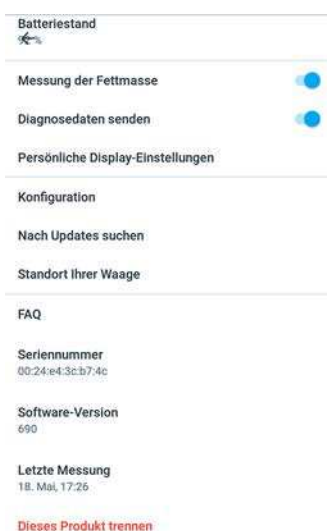 Batteriestand
Messung der Fettmasse
Diagnosedaten senden
Persönliche Display-Einstellungen
Konfiguration
Nach Updates suchen
Standort Ihrer Waage
FAQ
Seriennummer
00:24:e4:3c:b7:4c
Software-Version
690
Letzte Messung
18. Mai, 17:26
Dieses Produkt trennen